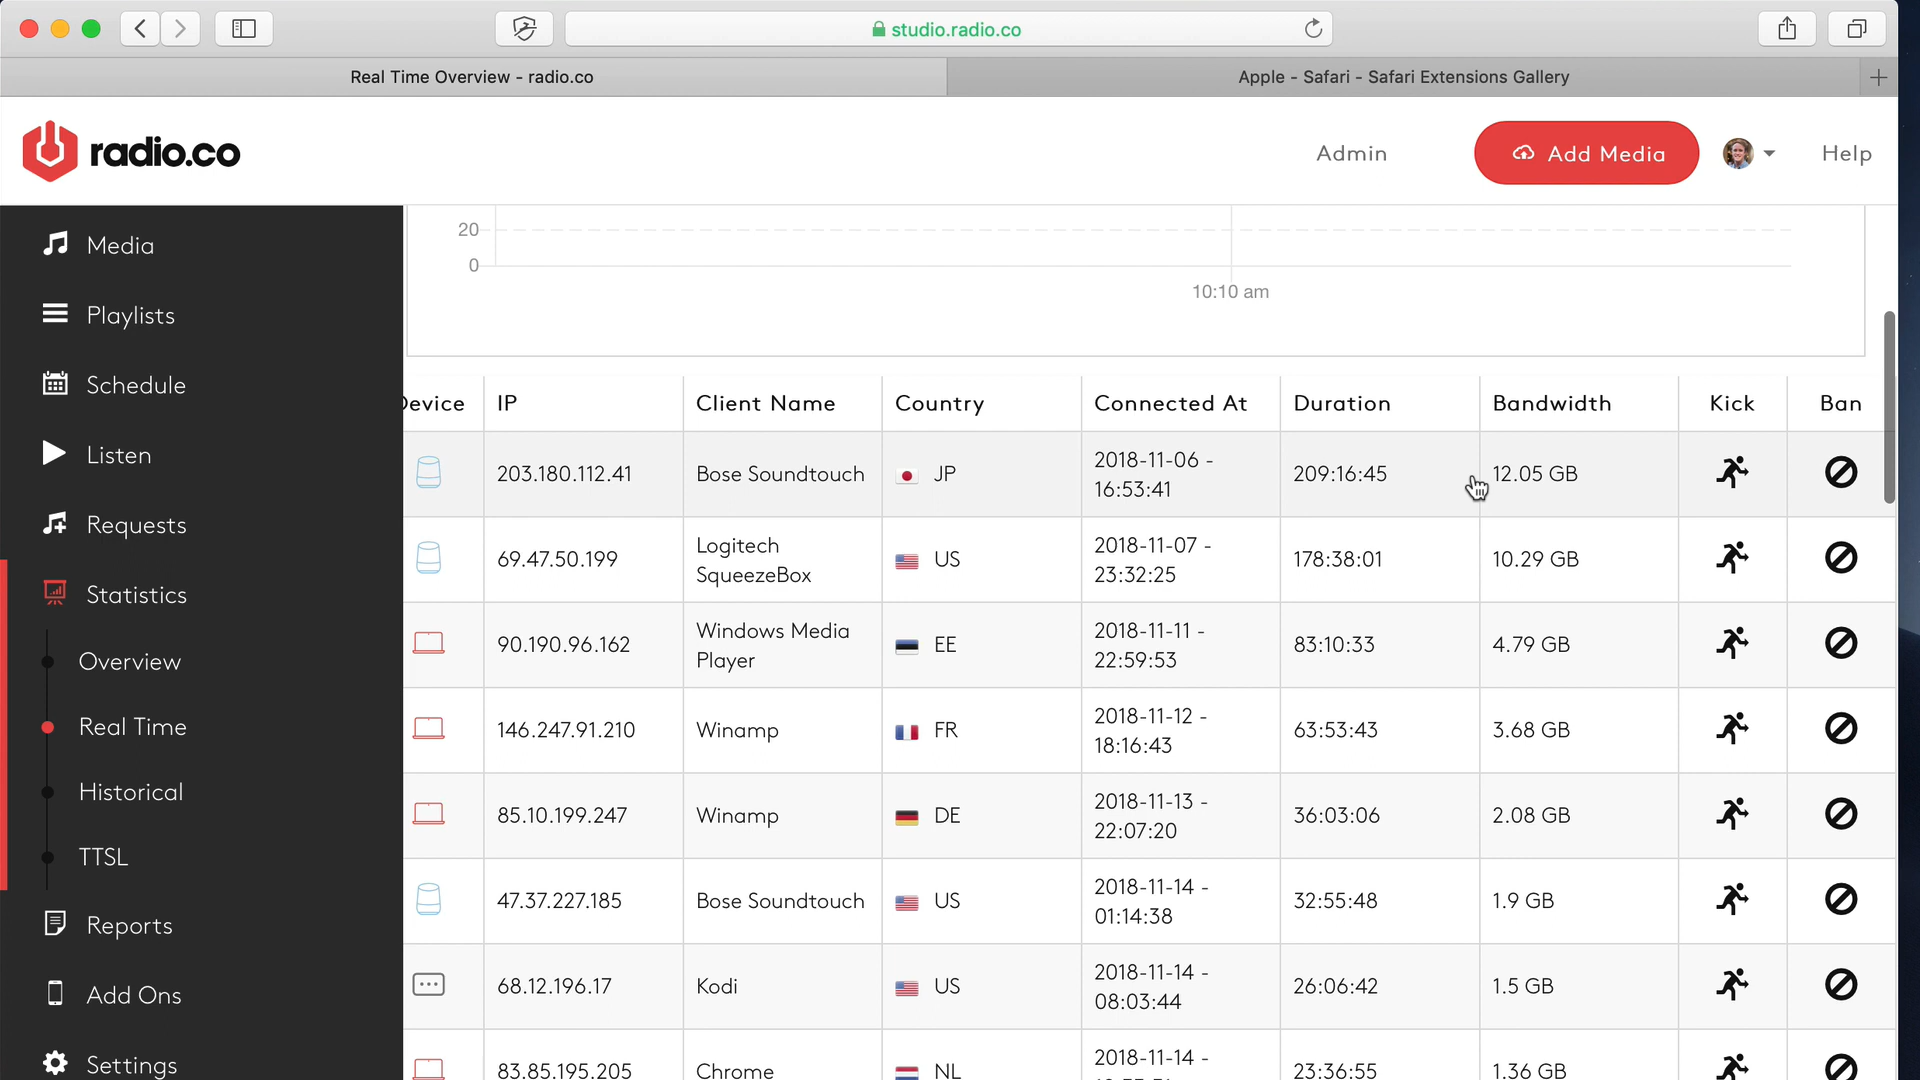 studio.radio.co
Real Time Overview - radio.co
Apple - Safari - Safari Extensions Gallery
radio.co
Admin
Add Media
Help
Media
Playlists
Schedule
Listen
Requests
Statistics
Overview
Real Time
Historical
TTSL
Reports
Add Ons
Settings
20
0
10:10 am
Device IP Client Name Country Connected At Duration Bandwidth Kick Ban
203.180.112.41 Bose Soundtouch JP 2018-11-06 - 209:16:45 12.05 GB
16:53:41
69.47.50.199 Logitech US 2018-11-07 - 178:38:01 10.29 GB
SqueezeBox 23:32:25
90.190.96.162 Windows Media EE 2018-11-11 - 83:10:33 4.79 GB
Player 22:59:53
146.247.91.210 Winamp FR 2018-11-12 - 63:53:43 3.68 GB
18:16:43
85.10.199.247 Winamp DE 2018-11-13 - 36:03:06 2.08 GB
22:07:20
47.37.227.185 Bose Soundtouch US 2018-11-14 - 32:55:48 1.9 GB
01:14:38
68.12.196.17 Kodi US 2018-11-14 - 26:06:42 1.5 GB
08:03:44
83.85.195.205 Chrome NL 2018-11-14 - 23:36:55 1.36 GB